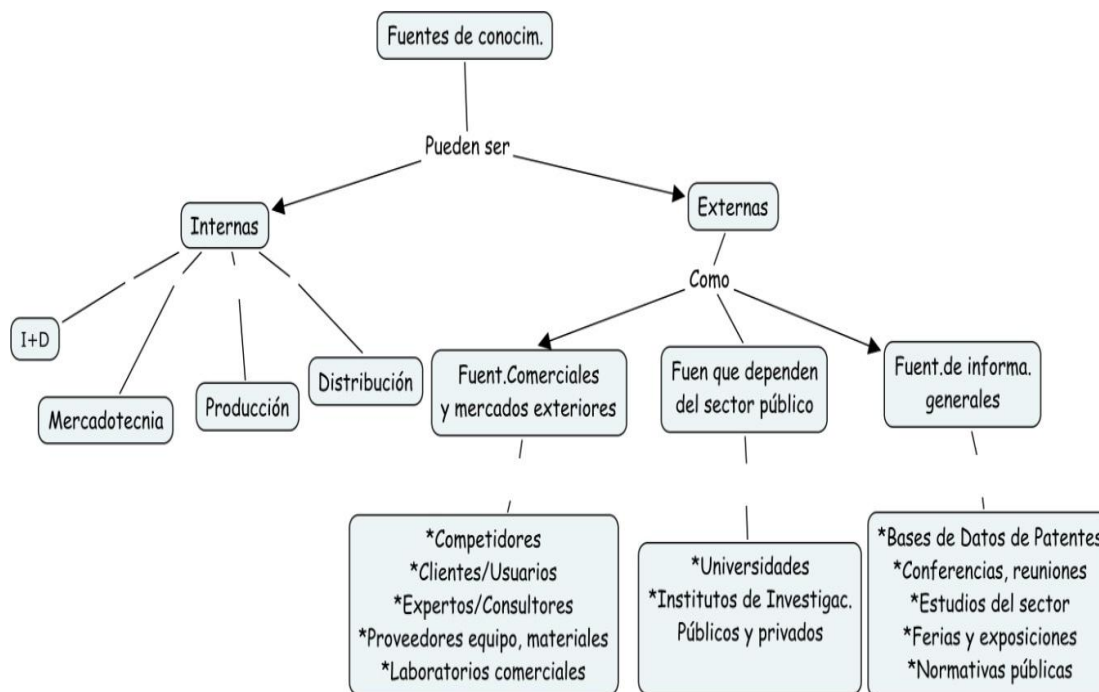 Fuentes de conocim.
Pueden ser
Internas
Externas
Como
I+D
Mercadotecnia
Producción
Distribución
Fuent.Comerciales
y mercados exteriores
Fuen que dependen
del sector público
Fuent.de informa.
generales
*Competidores
*Clientes/Usuarios
*Expertos/Consultores
*Proveedores equipo, materiales
*Laboratorios comerciales
*Universidades
*Institutos de Investigac.
Públicos y privados
*Bases de Datos de Patentes
*Conferencias, reuniones
*Estudios del sector
*Ferias y exposiciones
*Normativas públicas